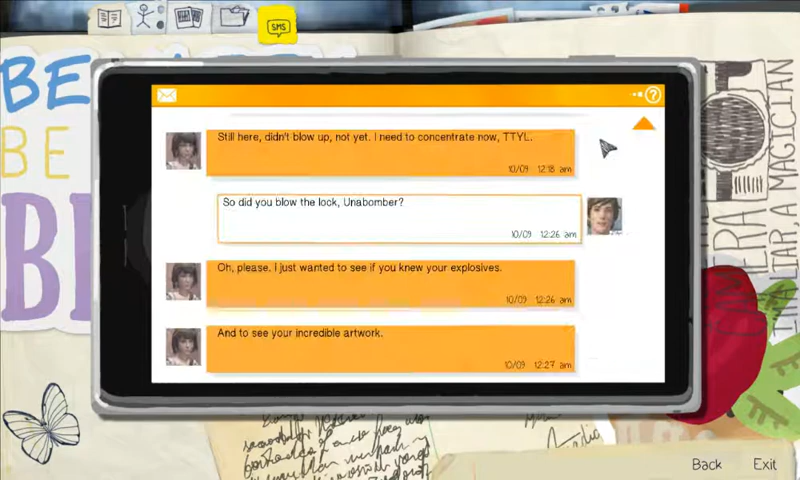 SMS
BE
BE
BL
Still here, didn't blow up, not yet. I need to concentrate now, TTYL.
10/09 12:18 am
So did you blow the lock, Unabomber?
10/09 12:26 am
Oh, please. I just wanted to see if you knew your explosives.
10/09 12:26 am
And to see your incredible artwork.
10/09 12:27 am
CAMERA
I'M A LIAR, A MAGICIAN
Back Exit